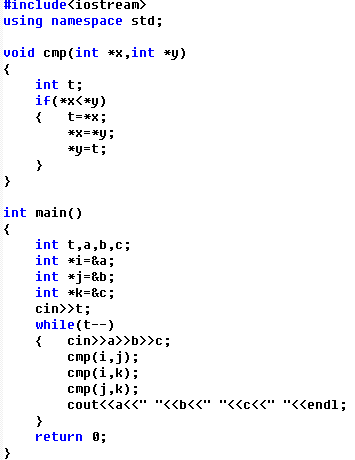 #include<iostream>
using namespace std;
void cmp(int *x,int *y)
{
int t;
if(*x<*y)
{ t=*x;
*x=*y;
*y=t;
}
}
int main()
{
int t,a,b,c;
int *i=&a;
int *j=&b;
int *k=&c;
cin>>t;
while(t--)
{ cin>>a>>b>>c;
cmp(i,j);
cmp(i,k);
cmp(j,k);
cout<<a<<" "<<b<<" "<<c<<" "<<endl;
}
return 0;
}